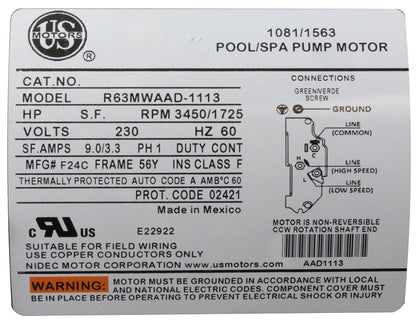 US
MOTORS
®
1081/1563
POOL/SPA PUMP MOTOR
CAT.NO.
MODEL R63MWAAD-1113
HP S.F. RPM 3450/1725
VOLTS 230 HZ 60
SF.AMPS 9.0/3.3 PH 1 DUTY CONT
MFG# F24C FRAME 56Y INS CLASS F
THERMALLY PROTECTED AUTO CODE A AMB°C 60
PROT. CODE 02421
Made in Mexico
C UR US E22922
SUITABLE FOR FIELD WIRING
USE COPPER CONDUCTORS ONLY
NIDEC MOTOR CORPORATION www.usmotors.com
CONNECTIONS
GREEN/VERDE
SCREW
GROUND
LINE
(COMMON)
C
H
LINE
(HIGH SPEED)
L
LINE
(LOW SPEED)
MOTOR IS NON-REVERSIBLE
CCW ROTATION SHAFT END
AAD1113
WARNING: MOTOR MUST BE GROUNDED IN ACCORDANCE WITH LOCAL
AND NATIONAL ELECTRICAL CODES. COMPONENT COVER MUST
BE IN PLACE BEFORE OPERATING TO PREVENT ELECTRICAL SHOCK OR INJURY